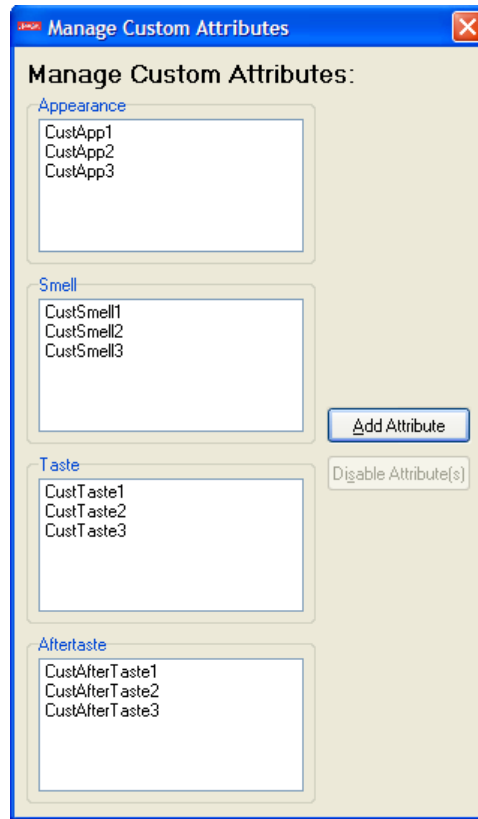 Manage Custom Attributes
Manage Custom Attributes:
Appearance
CustApp1
CustApp2
CustApp3
Smell
CustSmell1
CustSmell2
CustSmell3
Add Attribute
Disable Attribute(s)
Taste
CustTaste1
CustTaste2
CustTaste3
Aftertaste
CustAfterTaste1
CustAfterTaste2
CustAfterTaste3